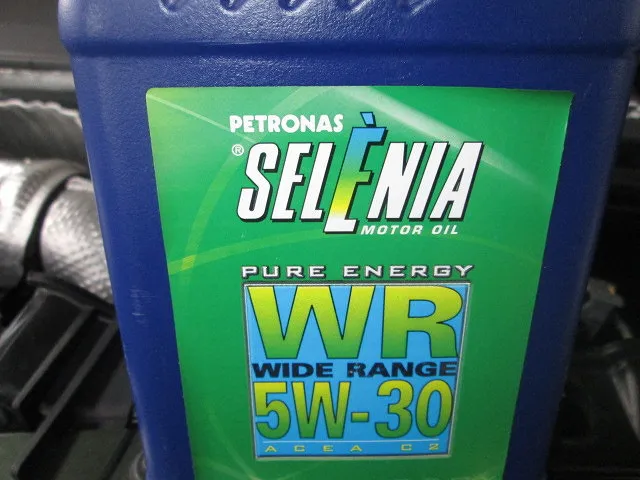 PETRONAS
® SELÈNIA
MOTOR OIL
PURE ENERGY
WR
WIDE RANGE
5W-30
ACEA C2